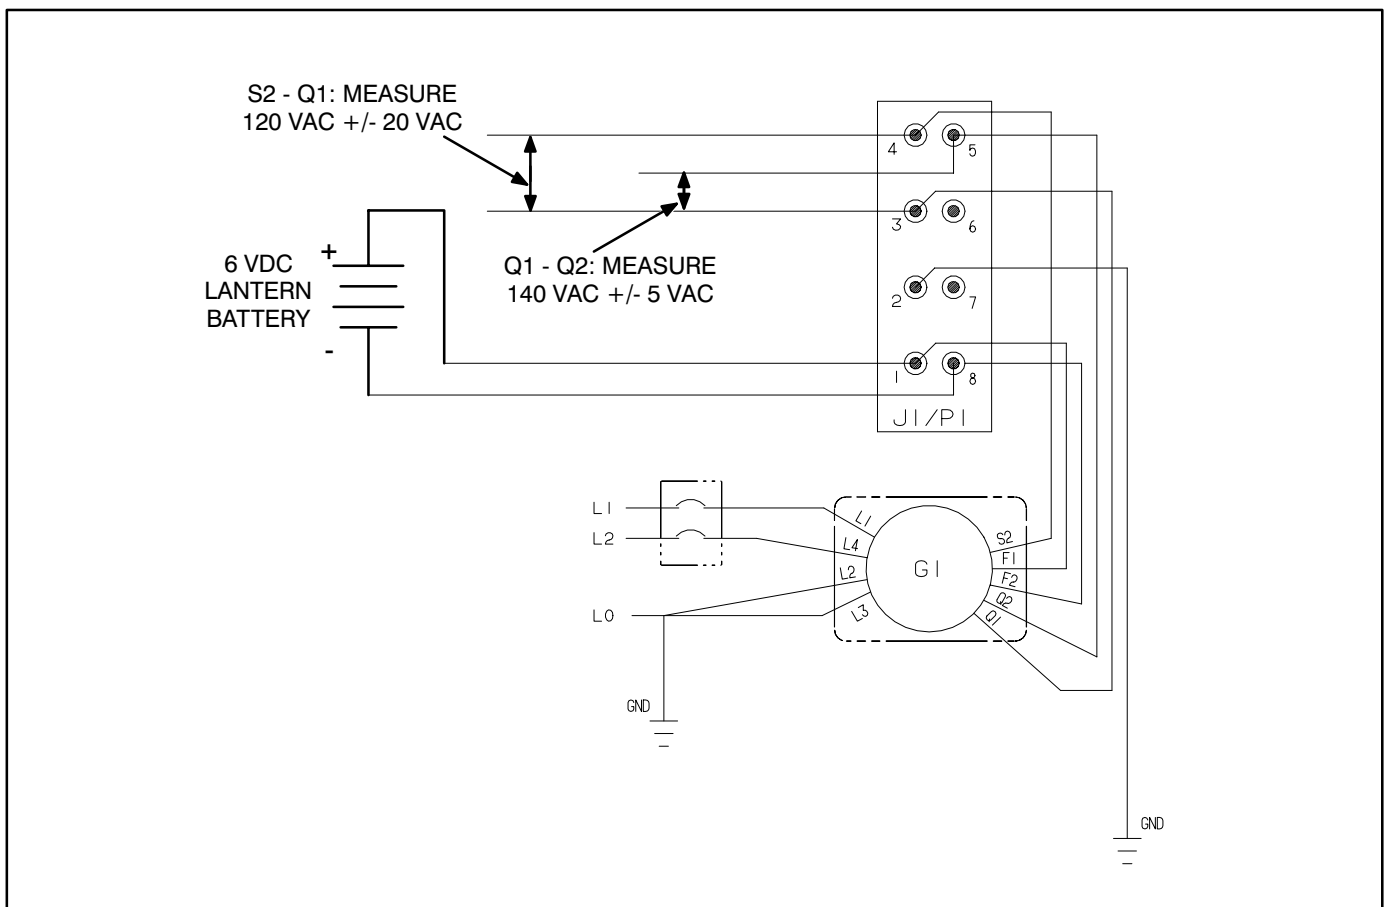 S2 - Q1: MEASURE
120 VAC +/- 20 VAC
4
5
3
6
+
6 VDC
LANTERN
BATTERY
-
Q1 - Q2: MEASURE
140 VAC +/- 5 VAC
2
7
1
8
J1/P1
L1
L2
L0
L1
L4
L2
L3
G1
S2
F1
F2
Q2
Q1
GND
GND